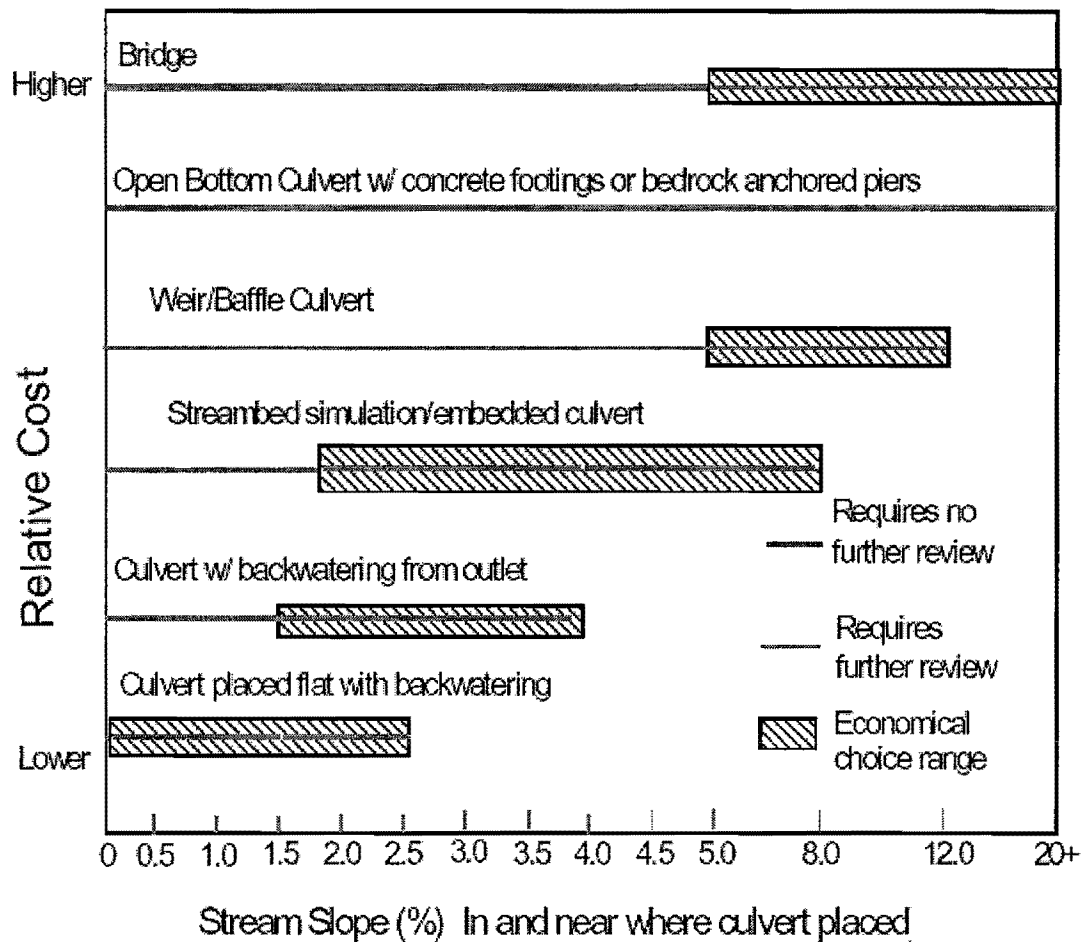 Bridge
Higher
Open Bottom Culvert w/ concrete footings or bedrock anchored piers
Weir/Baffle Culvert
Streambed simulation/embedded culvert
Relative Cost
Requires no
further review
Culvert w/ backwatering from outlet
Requires
further review
Culvert placed flat with backwatering
Economical
choice range
Lower
0 0.5 1.0 1.5 2.0 2.5 3.0 3.5 4.0 4.5 5.0 8.0 12.0 20+
Stream Slope (%) In and near where culvert placed